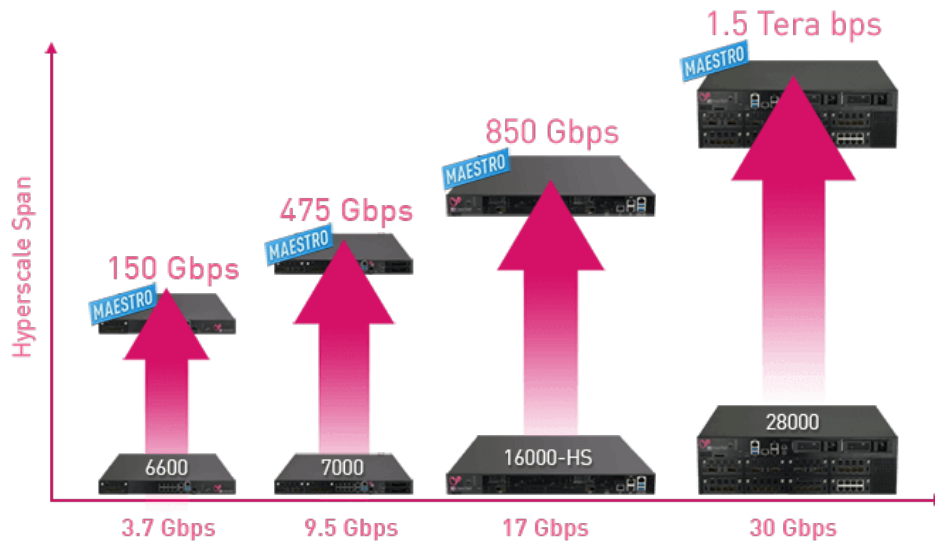 1.5 Tera bps
MAESTRO
850 Gbps
MAESTRO
475 Gbps
MAESTRO
150 Gbps
MAESTRO
Hyperscale Span
6600
7000
16000-HS
28000
3.7 Gbps
9.5 Gbps
17 Gbps
30 Gbps